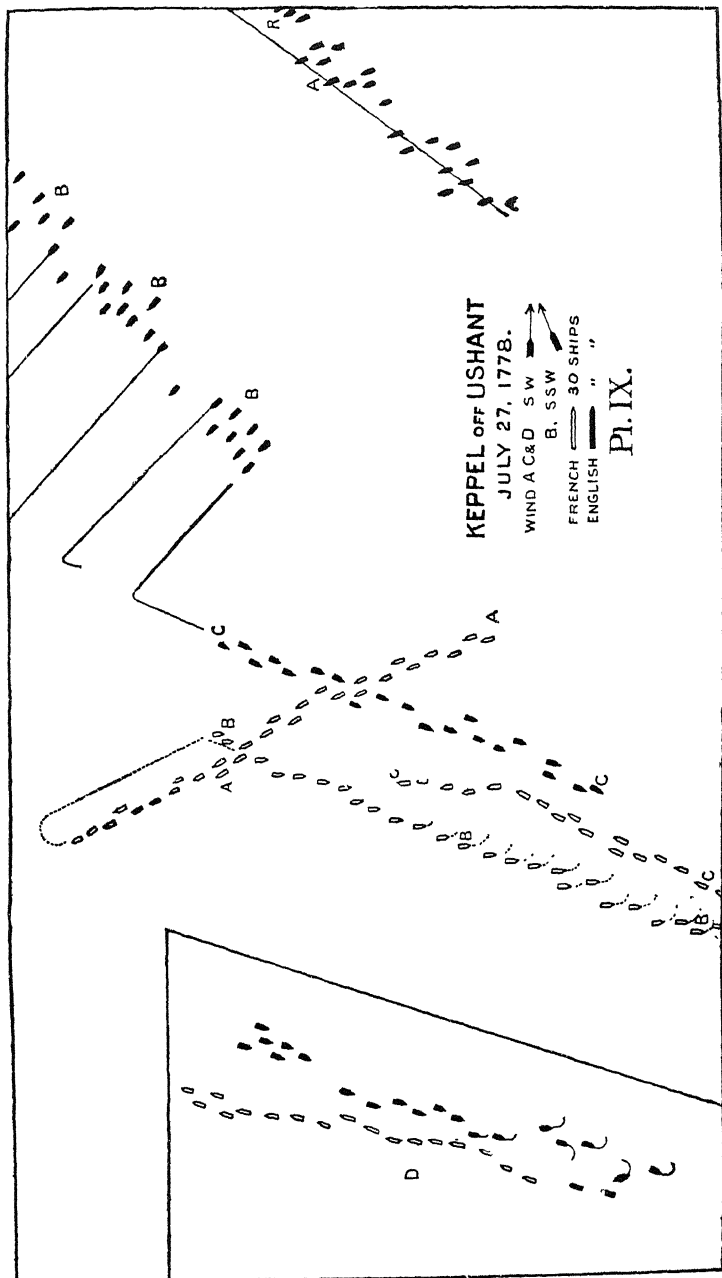 KEPPEL OFF USHANT
JULY 27, 1778.
WIND A C & D SW
B. SSW
FRENCH 30 SHIPS
ENGLISH " "
Pl. IX.
R
A
A
B
B
B
C
C
A
A
B
B
B
C
C
D